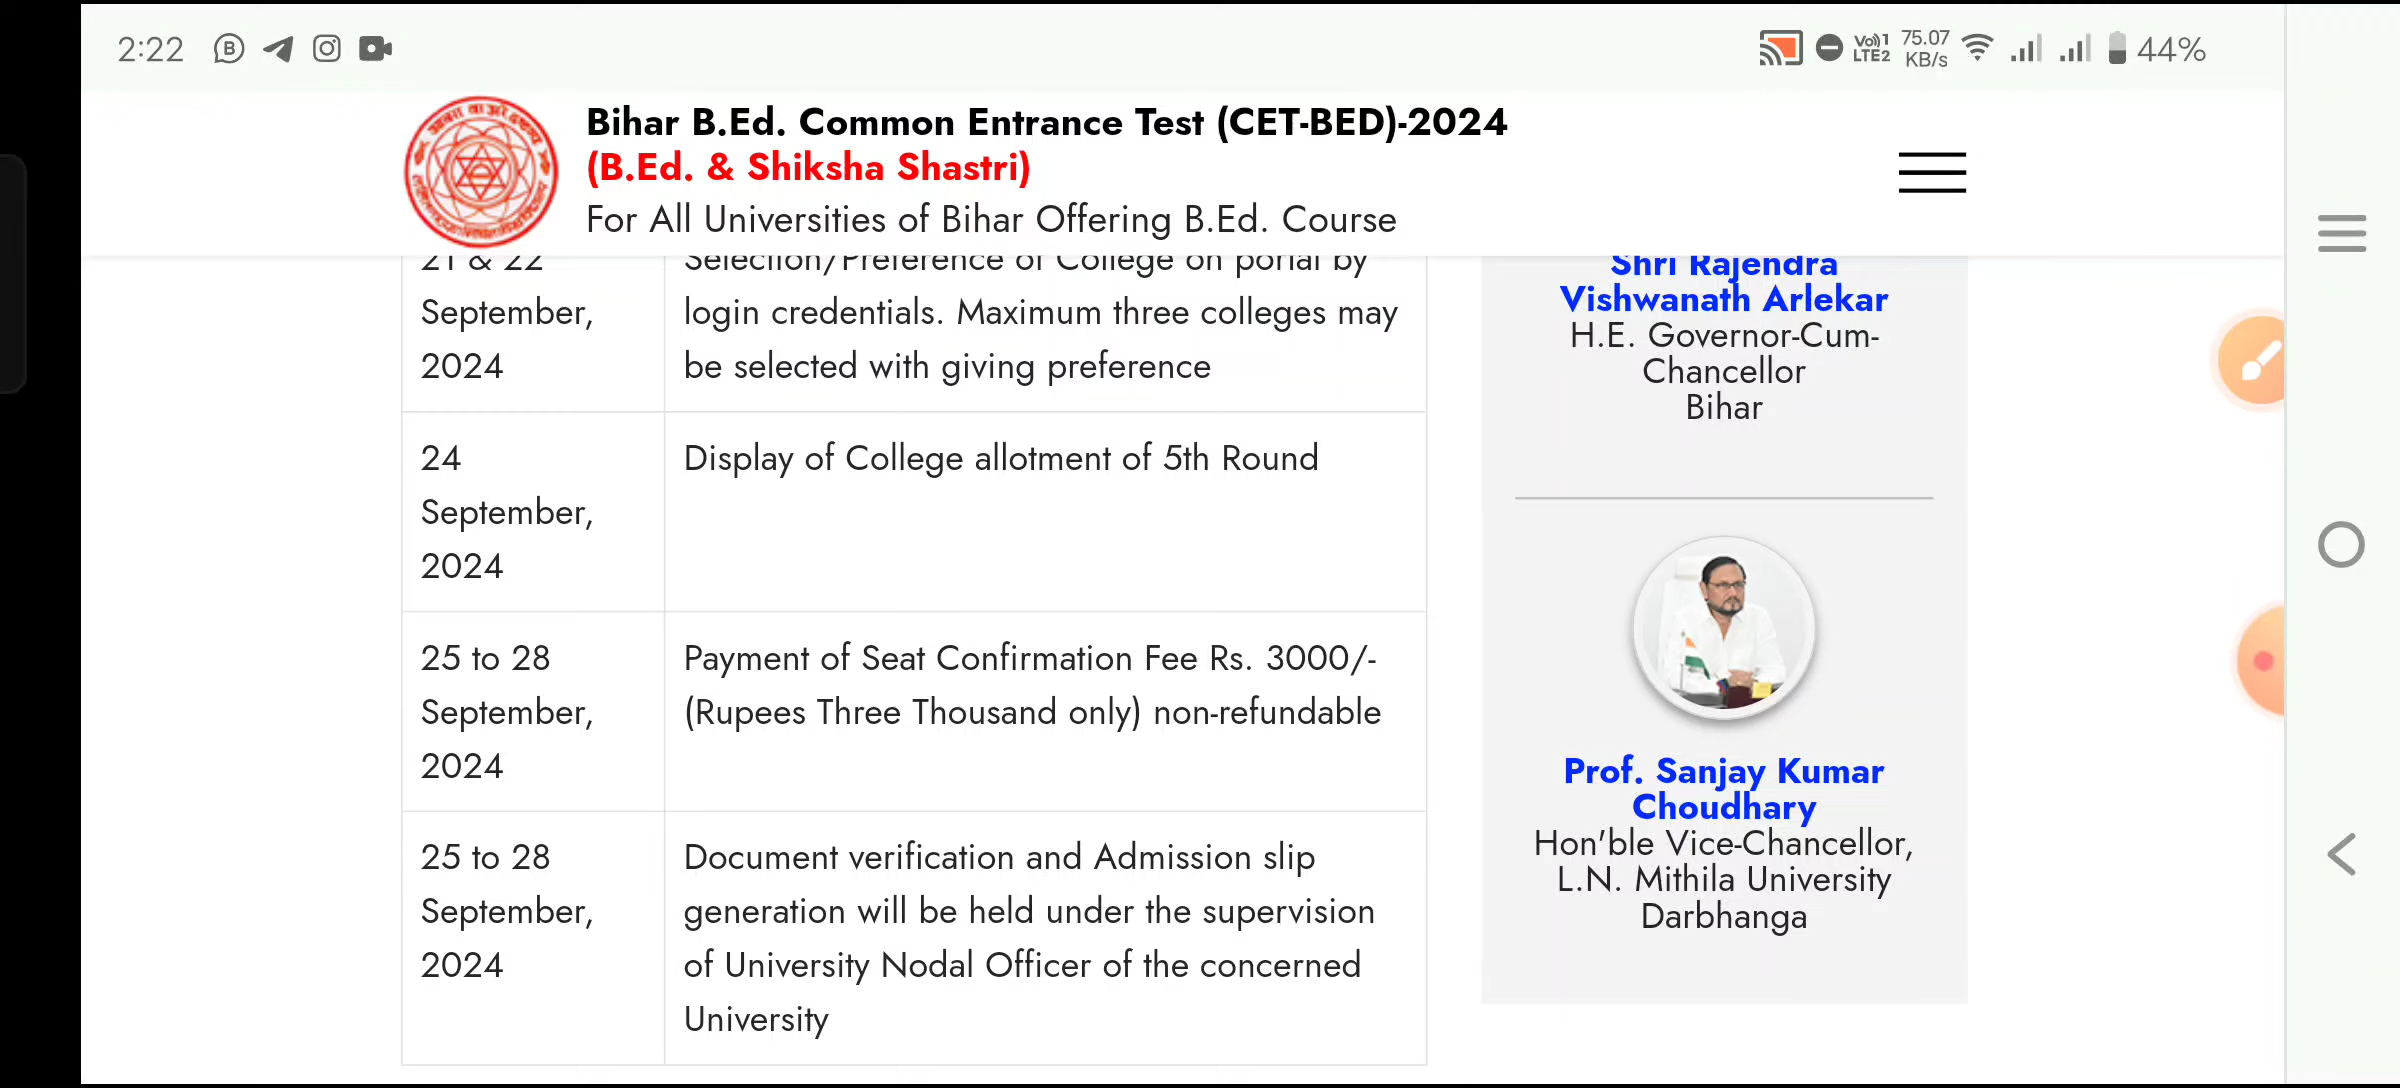 2:22
Vo)) 1
LTE2
75.07
KB/s
44%
Bihar B.Ed. Common Entrance Test (CET-BED)-2024
(B.Ed. & Shiksha Shastri)
For All Universities of Bihar Offering B.Ed. Course
21 & 22
September,
2024
Selection/Preference of College on portal by
login credentials. Maximum three colleges may
be selected with giving preference
24
September,
2024
Display of College allotment of 5th Round
25 to 28
September,
2024
Payment of Seat Confirmation Fee Rs. 3000/-
(Rupees Three Thousand only) non-refundable
25 to 28
September,
2024
Document verification and Admission slip
generation will be held under the supervision
of University Nodal Officer of the concerned
University
Shri Rajendra
Vishwanath Arlekar
H.E. Governor-Cum-
Chancellor
Bihar
Prof. Sanjay Kumar
Choudhary
Hon'ble Vice-Chancellor,
L.N. Mithila University
Darbhanga